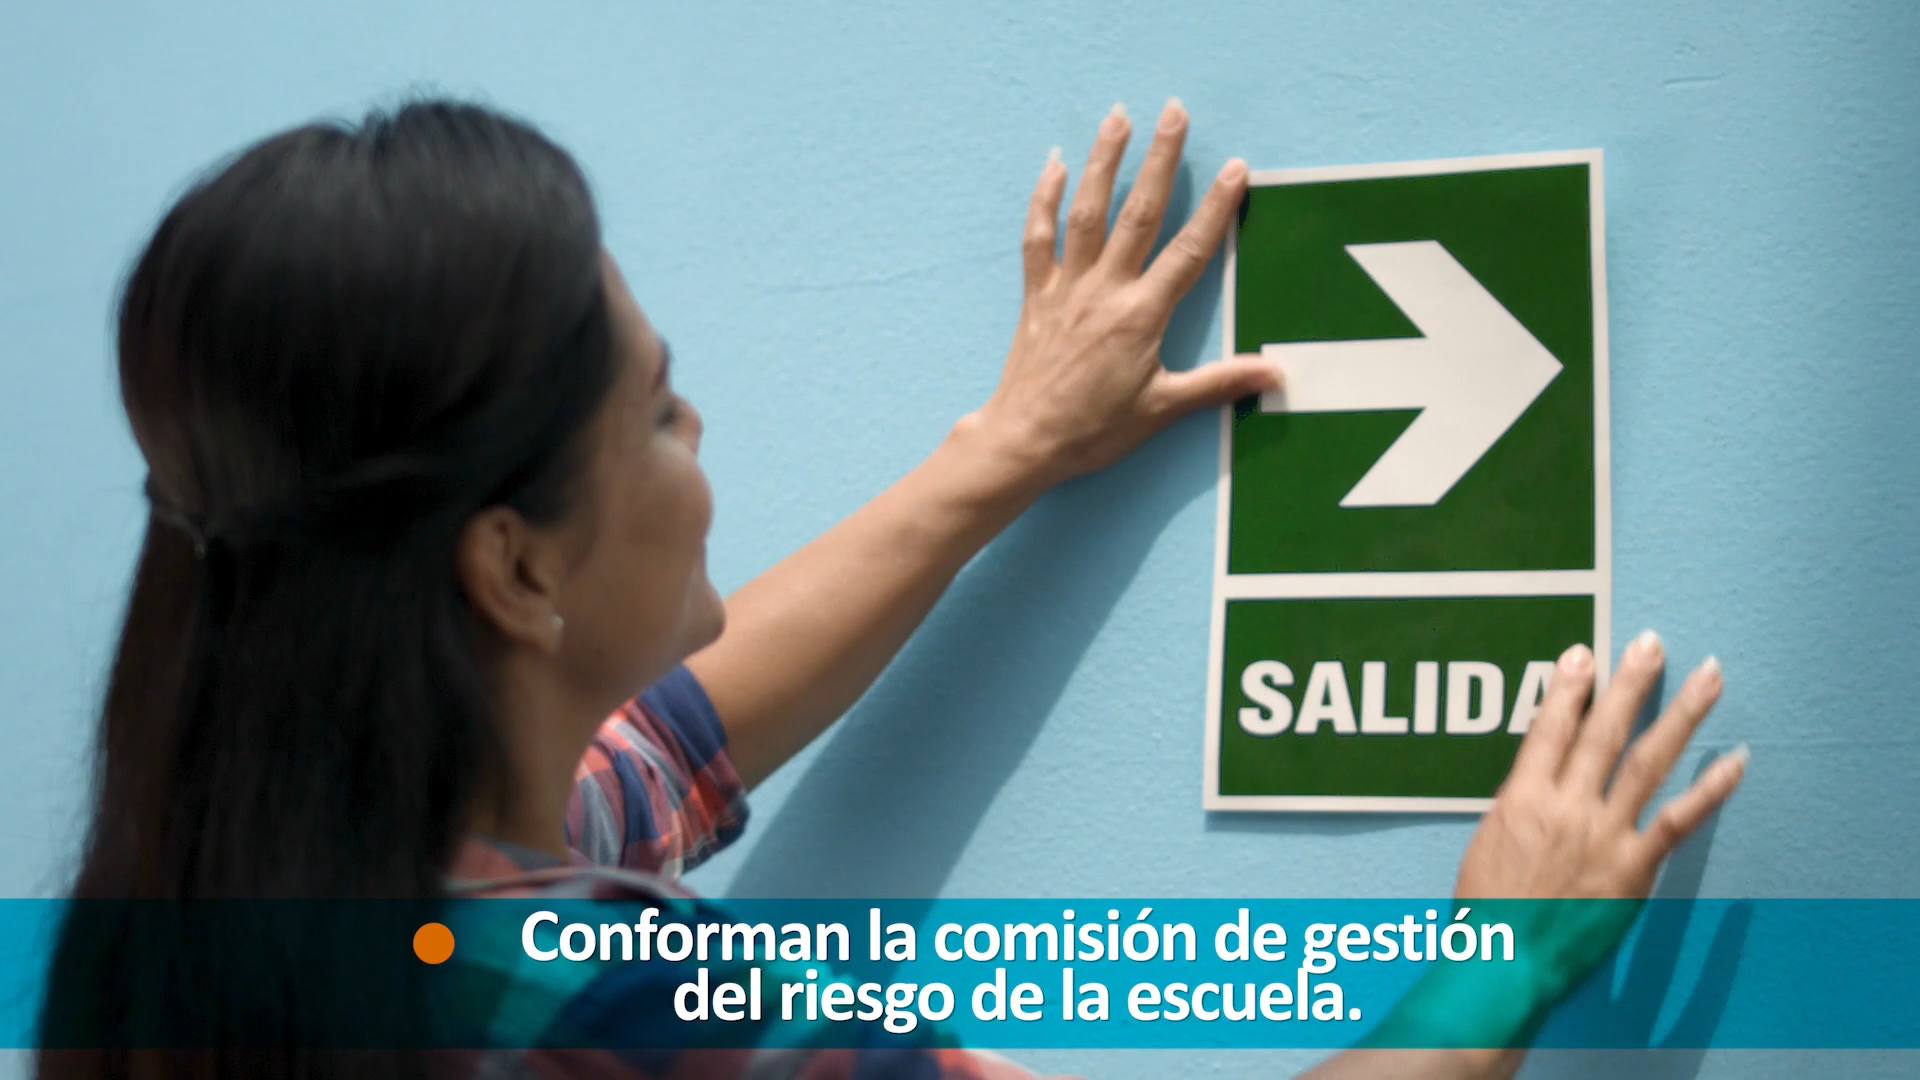 SALIDA
Conforman la comisión de gestión
del riesgo de la escuela.